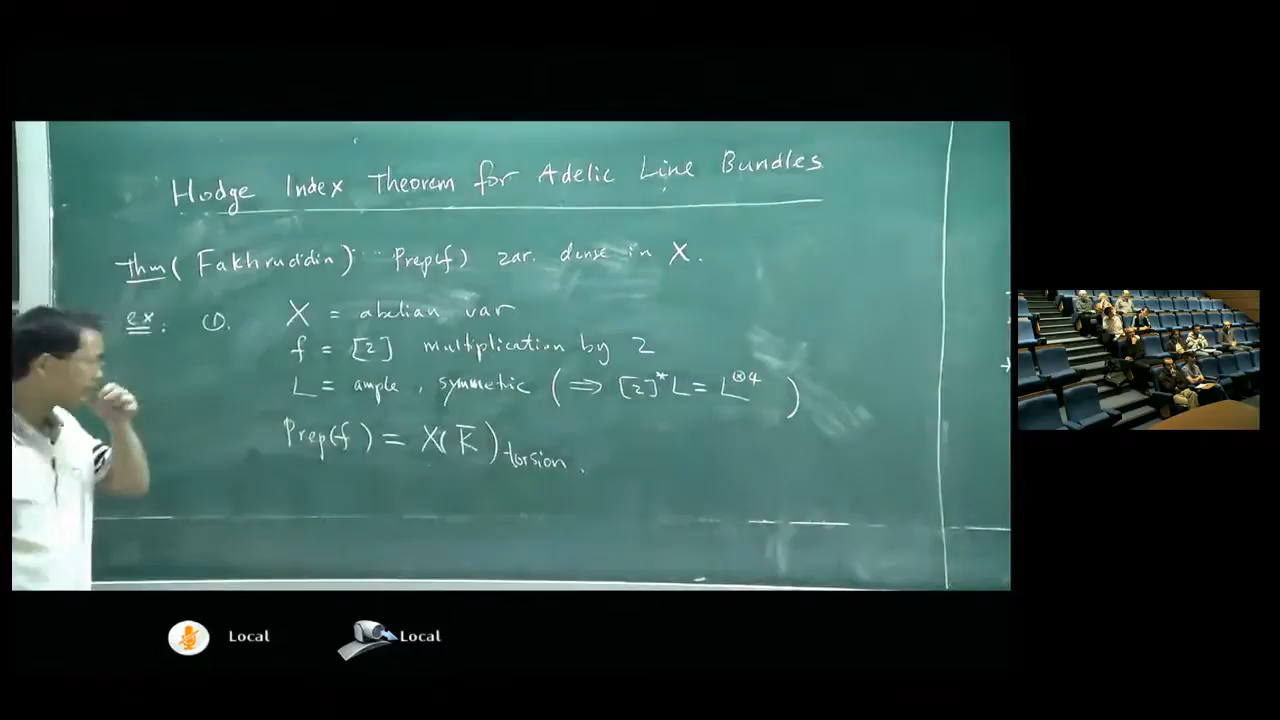 Hodge Index Theorem for Adelic Line Bundles
Thm (Fakhruddin) ... Prep(f) zar. dense in X.
ex: ①. X = abelian var
f = [2] multiplication by 2
L = ample, symmetric (⟹ [2]*L = L^{⊗4})
Prep(f) = X(K̄)_{torsion}.
Local
Local